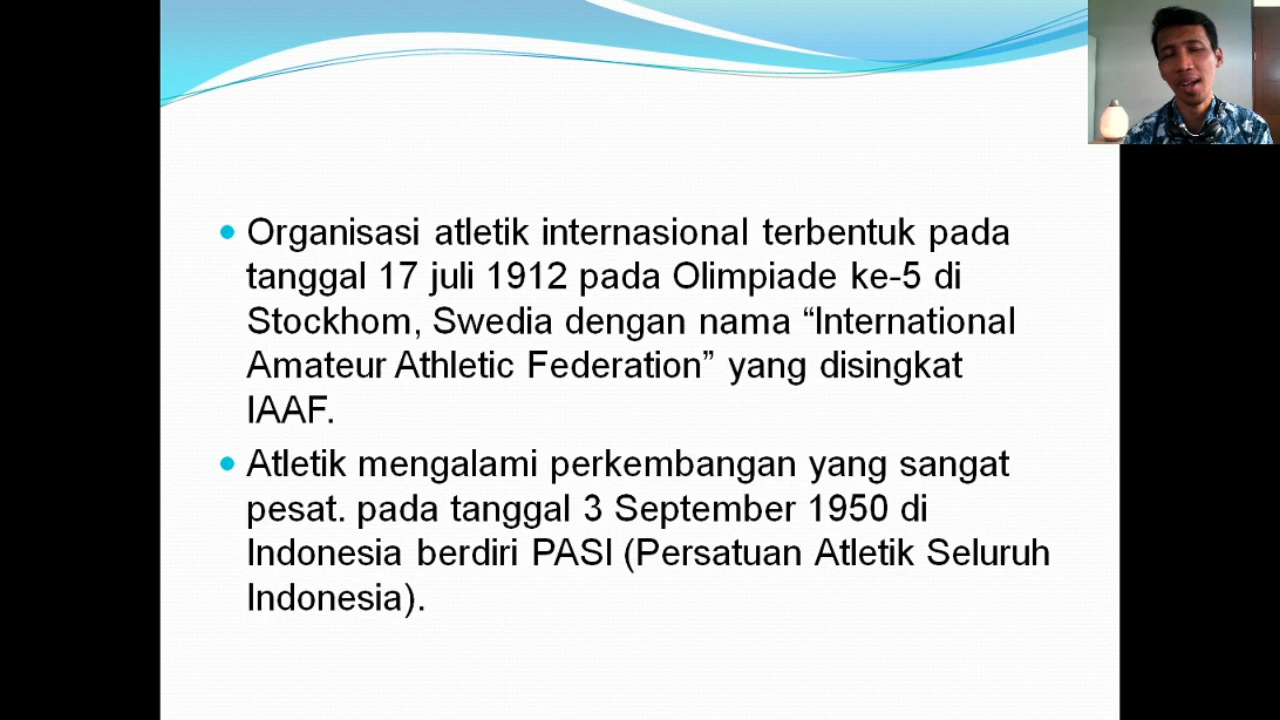 Organisasi atletik internasional terbentuk pada
tanggal 17 juli 1912 pada Olimpiade ke-5 di
Stockhom, Swedia dengan nama “International
Amateur Athletic Federation” yang disingkat
IAAF.
Atletik mengalami perkembangan yang sangat
pesat. pada tanggal 3 September 1950 di
Indonesia berdiri PASI (Persatuan Atletik Seluruh
Indonesia).